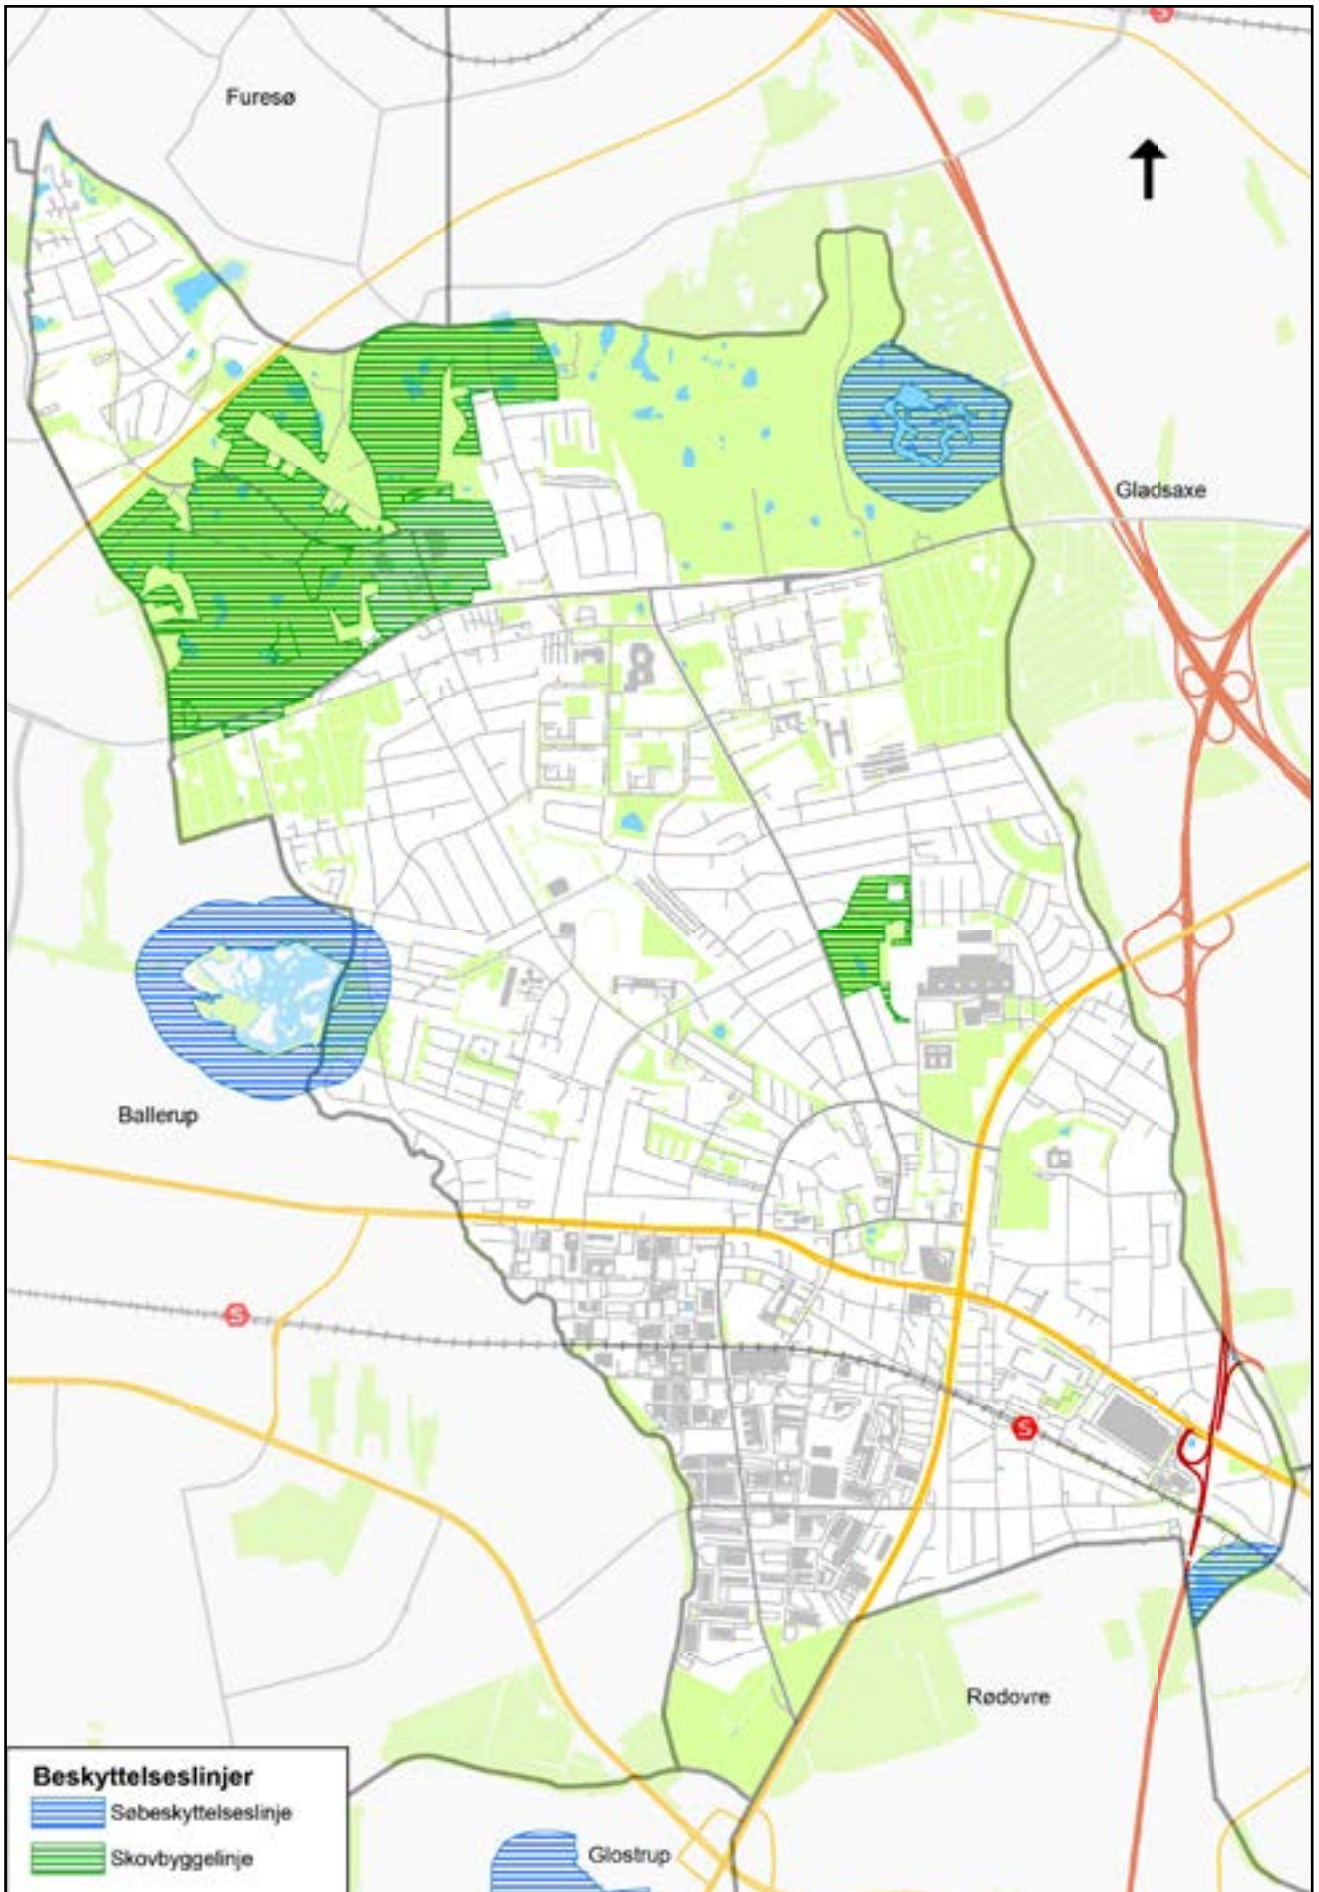 Furesø
Gladsaxe
Ballerup
S
S
S
Rødovre
Beskyttelseslinjer
Søbeskyttelseslinje
Skovbyggelinje
Glostrup